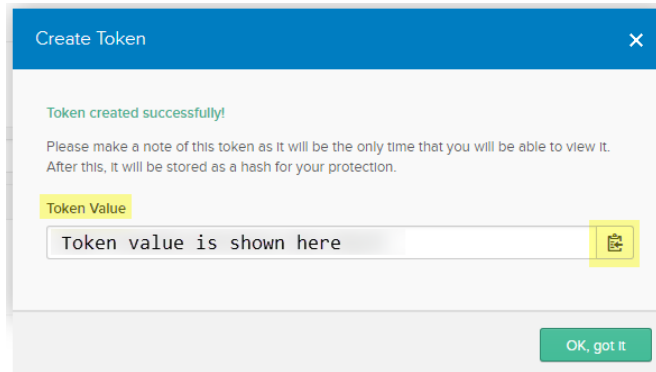 Create Token
Token created successfully!
Please make a note of this token as it will be the only time that you will be able to view it.
After this, it will be stored as a hash for your protection.
Token Value
Token value is shown here
OK, got it